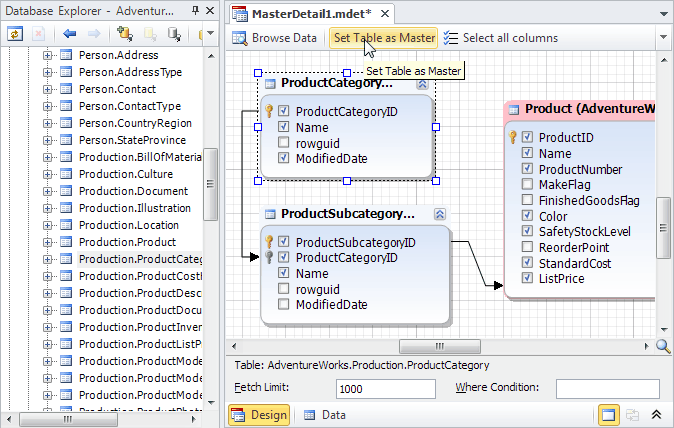 Database Explorer - Adventur...
Person.Address
Person.AddressType
Person.Contact
Person.ContactType
Person.CountryRegion
Person.StateProvince
Production.BillOfMateria
Production.Culture
Production.Document
Production.Illustration
Production.Location
Production.Product
Production.ProductCateg
Production.ProductCostH
Production.ProductDesc
Production.ProductDocu
Production.ProductInver
Production.ProductListP
Production.ProductMode
Production.ProductMode
Production.ProductMode
Production.ProductPhot
MasterDetail1.mdet*
Browse Data
Set Table as Master
Select all columns
Set Table as Master
ProductCategory...
ProductCategoryID
Name
rowguid
ModifiedDate
ProductSubcategory...
ProductSubcategoryID
ProductCategoryID
Name
rowguid
ModifiedDate
Product (AdventureWo
ProductID
Name
ProductNumber
MakeFlag
FinishedGoodsFlag
Color
SafetyStockLevel
ReorderPoint
StandardCost
ListPrice
Table: AdventureWorks.Production.ProductCategory
Fetch Limit: 1000 Where Condition:
Design Data